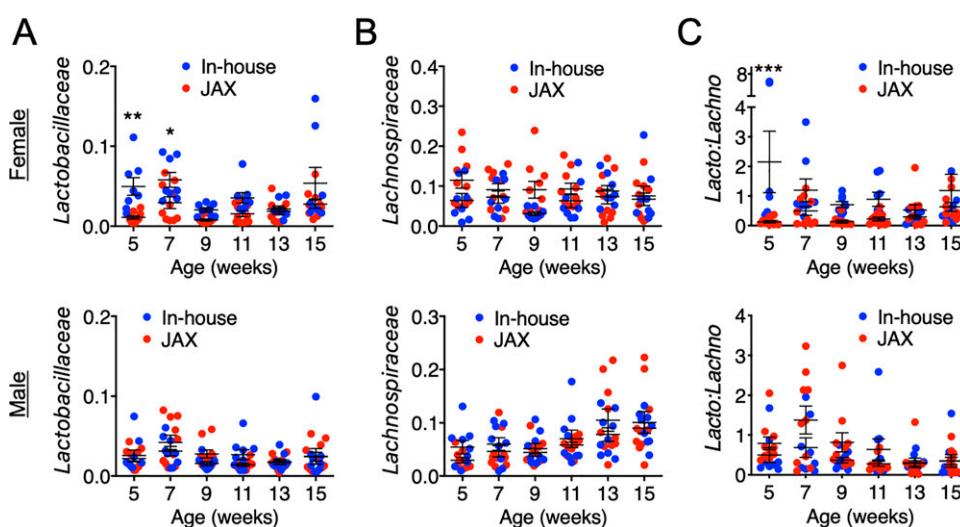 A
B
C
Female
Lactobacillaceae
0.2
0.1
0.0
In-house
JAX
**
*
5 7 9 11 13 15
Age (weeks)
Lachnospiraceae
0.4
0.3
0.2
0.1
0.0
In-house
JAX
5 7 9 11 13 15
Age (weeks)
Lacto:Lachno
8
4
3
2
1
0
***
In-house
JAX
5 7 9 11 13 15
Age (weeks)
Male
Lactobacillaceae
0.2
0.1
0.0
In-house
JAX
5 7 9 11 13 15
Age (weeks)
Lachnospiraceae
0.3
0.2
0.1
0.0
In-house
JAX
5 7 9 11 13 15
Age (weeks)
Lacto:Lachno
4
3
2
1
0
In-house
JAX
5 7 9 11 13 15
Age (weeks)